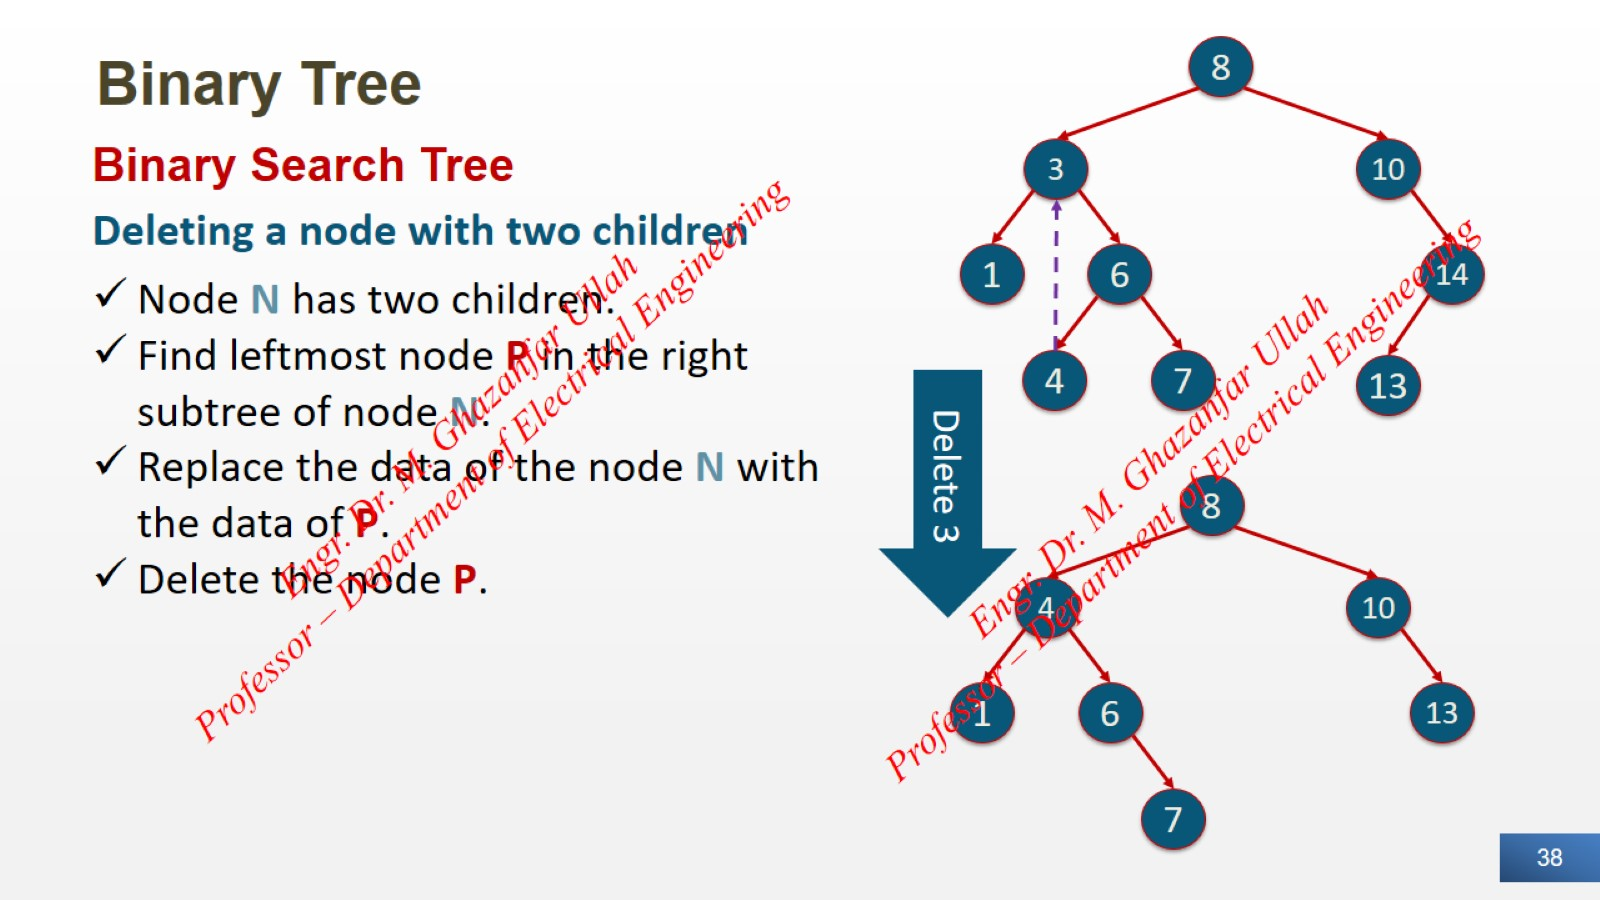 Binary Tree
Binary Search Tree
Deleting a node with two children
✓ Node N has two children.
✓ Find leftmost node P in the right
subtree of node N.
✓ Replace the data of the node N with
the data of P.
✓ Delete the node P.
Engr. Dr. M. Ghazanfar Ullah
Professor – Department of Electrical Engineering
8
3 10
1 6 14
4 7 13
Delete 3
Engr. Dr. M. Ghazanfar Ullah
Professor – Department of Electrical Engineering
8
4 10
1 6 13
7
38